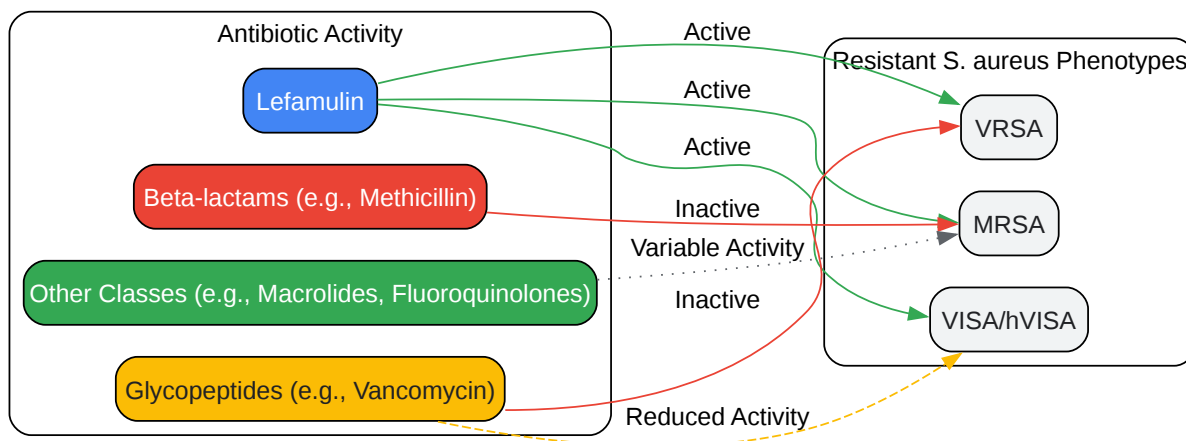 Antibiotic Activity
Lefamulin
Beta-lactams (e.g., Methicillin)
Other Classes (e.g., Macrolides, Fluoroquinolones)
Glycopeptides (e.g., Vancomycin)
Active
Active
Active
Inactive
Variable Activity
Inactive
Reduced Activity
Resistant S. aureus Phenotypes
VRSA
MRSA
VISA/hVISA